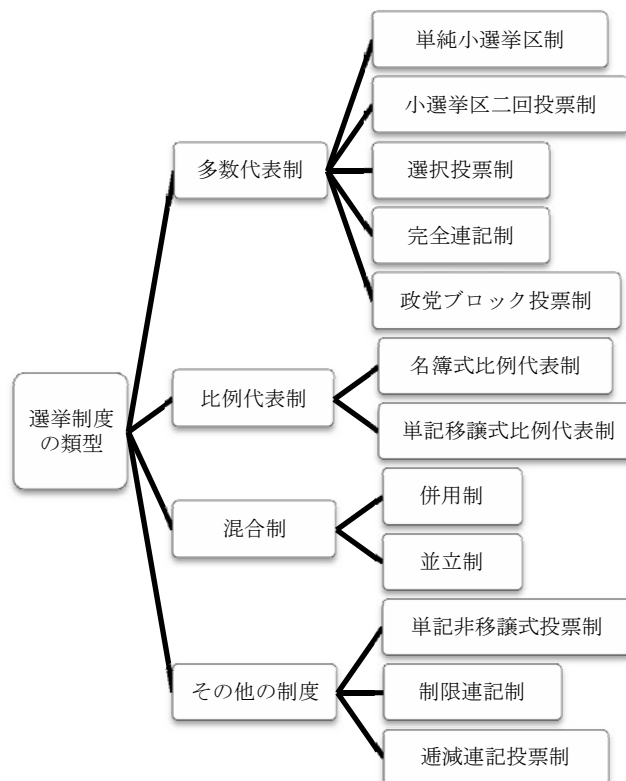 選挙制度
の類型
多数代表制
単純小選挙区制
小選挙区二回投票制
選択投票制
完全連記制
政党ブロック投票制
比例代表制
名簿式比例代表制
単記移譲式比例代表制
混合制
併用制
並立制
その他の制度
単記非移譲式投票制
制限連記制
逓減連記投票制